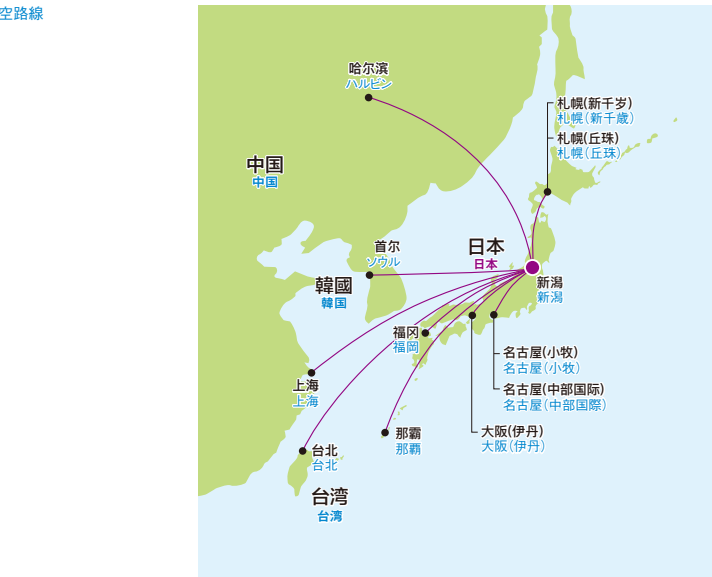 空路線
哈尔滨
ハルビン
札幌(新千岁)
札幌(新千歳)
札幌(丘珠)
札幌(丘珠)
中国
中国
首尔
ソウル
日本
日本
韓國
韓国
新潟
新潟
福冈
福岡
名古屋(小牧)
名古屋(小牧)
上海
上海
名古屋(中部国际)
名古屋(中部国際)
那霸
那覇
大阪(伊丹)
大阪(伊丹)
台北
台北
台湾
台湾